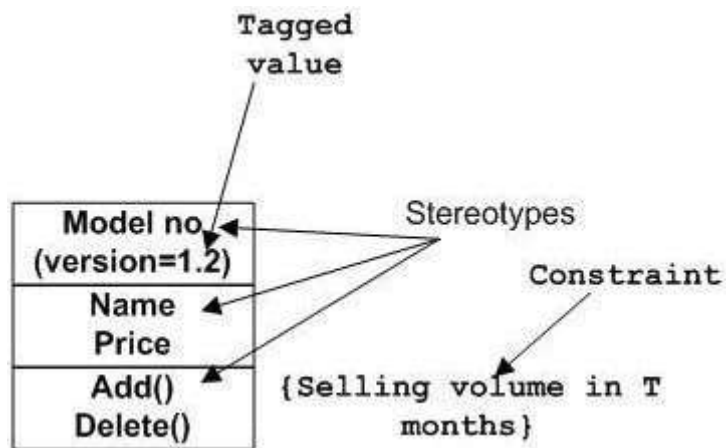 Tagged
value
Model no
(version=1.2)
Stereotypes
Constraint
Name
Price
Add()
Delete()
{Selling volume in T
months}